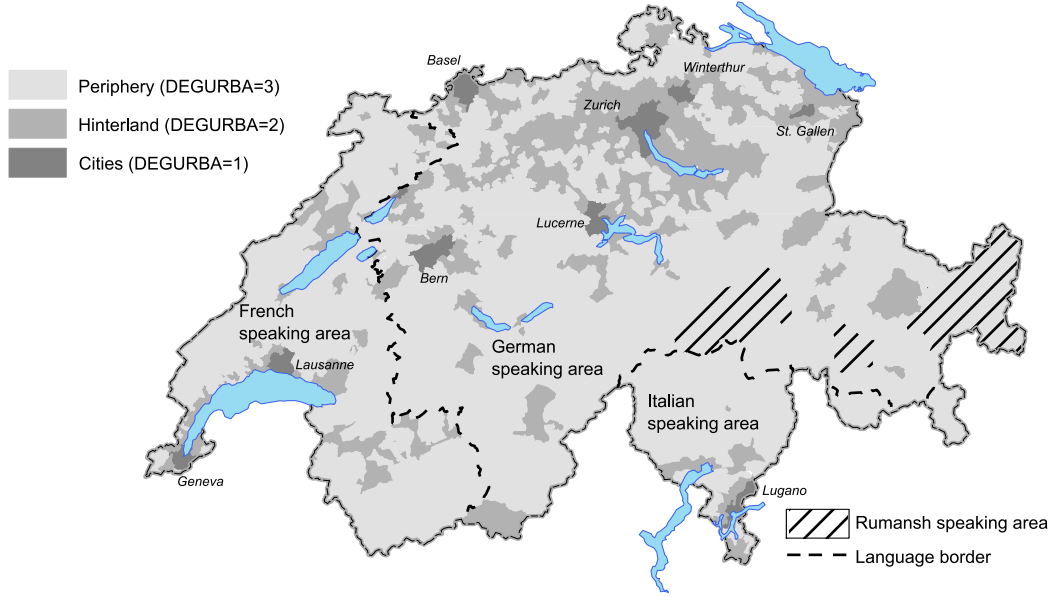 Periphery (DEGURBA=3)
Hinterland (DEGURBA=2)
Cities (DEGURBA=1)
Basel
Winterthur
Zurich
St. Gallen
Lucerne
Bern
French
speaking area
German
speaking area
Lausanne
Italian
speaking area
Geneva
Lugano
Rumansh speaking area
Language border